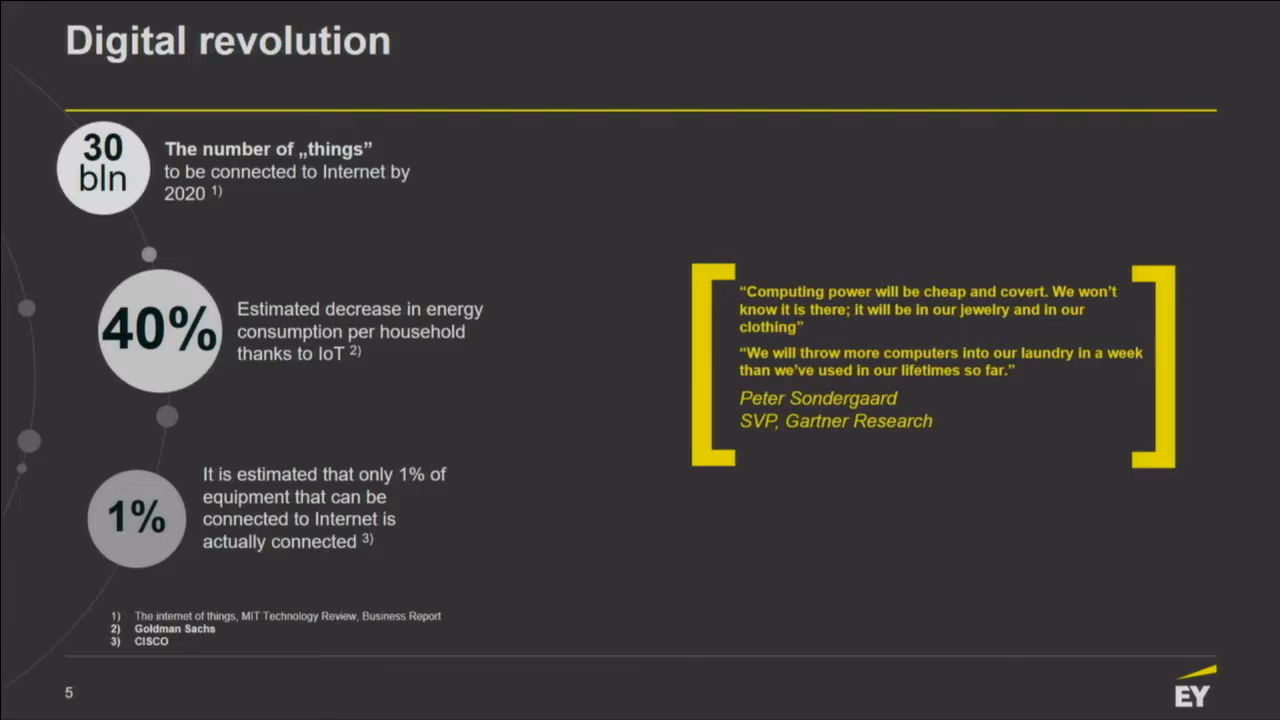 Digital revolution
30
bln
The number of „things”
to be connected to Internet by
2020 1)
40%
Estimated decrease in energy
consumption per household
thanks to IoT 2)
1%
It is estimated that only 1% of
equipment that can be
connected to Internet is
actually connected 3)
“Computing power will be cheap and covert. We won’t
know it is there; it will be in our jewelry and in our
clothing”
“We will throw more computers into our laundry in a week
than we’ve used in our lifetimes so far.”
Peter Sondergaard
SVP, Gartner Research
1) The internet of things, MIT Technology Review, Business Report
2) Goldman Sachs
3) CISCO
5
EY